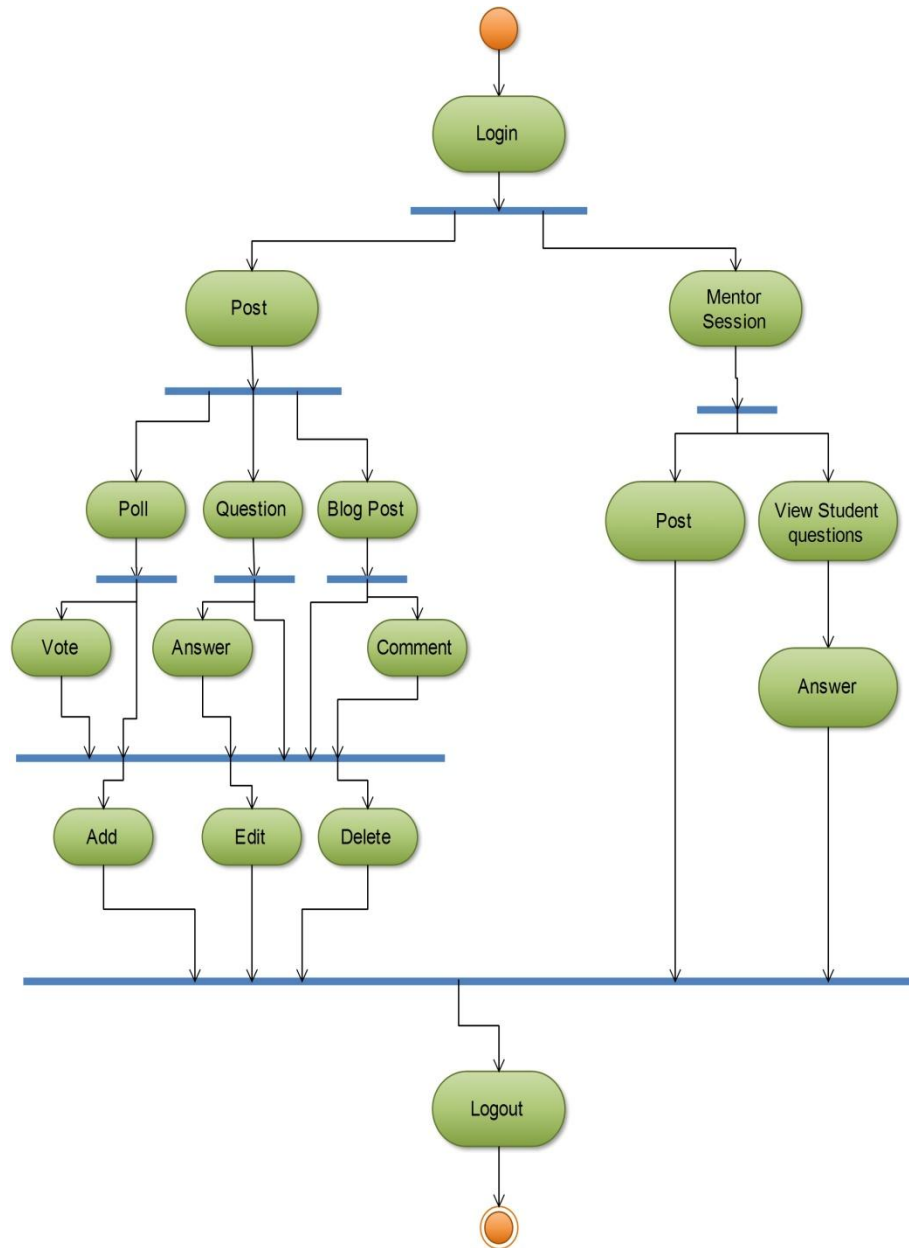 Login
Post
Mentor
Session
Poll
Question
Blog Post
Post
View Student
questions
Vote
Answer
Comment
Answer
Add
Edit
Delete
Logout